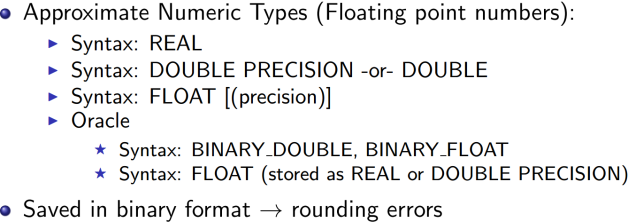 Approximate Numeric Types (Floating point numbers):
Syntax: REAL
Syntax: DOUBLE PRECISION -or- DOUBLE
Syntax: FLOAT [(precision)]
Oracle
Syntax: BINARY_DOUBLE, BINARY_FLOAT
Syntax: FLOAT (stored as REAL or DOUBLE PRECISION)
Saved in binary format → rounding errors